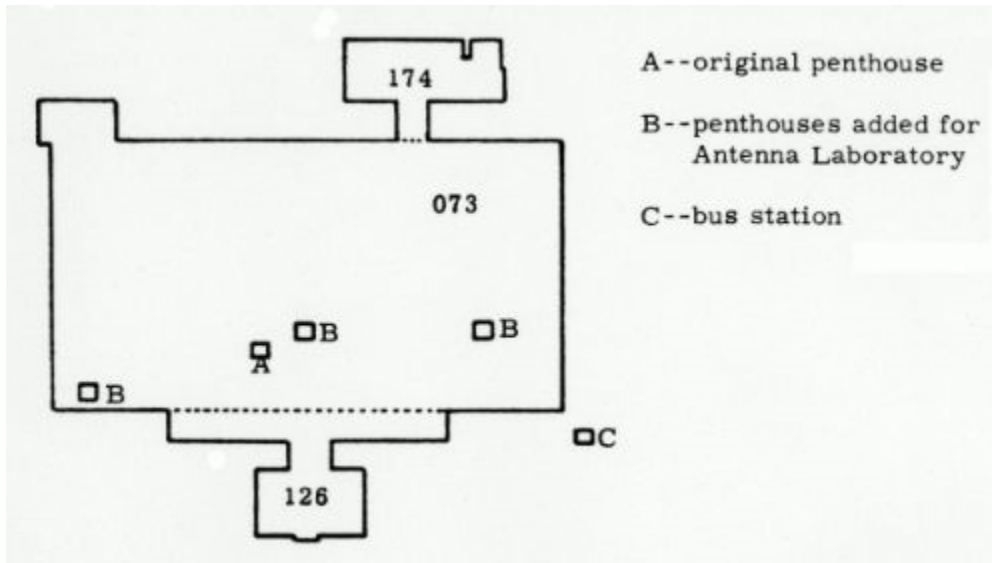 174
A--original penthouse
B--penthouses added for
Antenna Laboratory
073
C--bus station
B
B
A
B
C
126